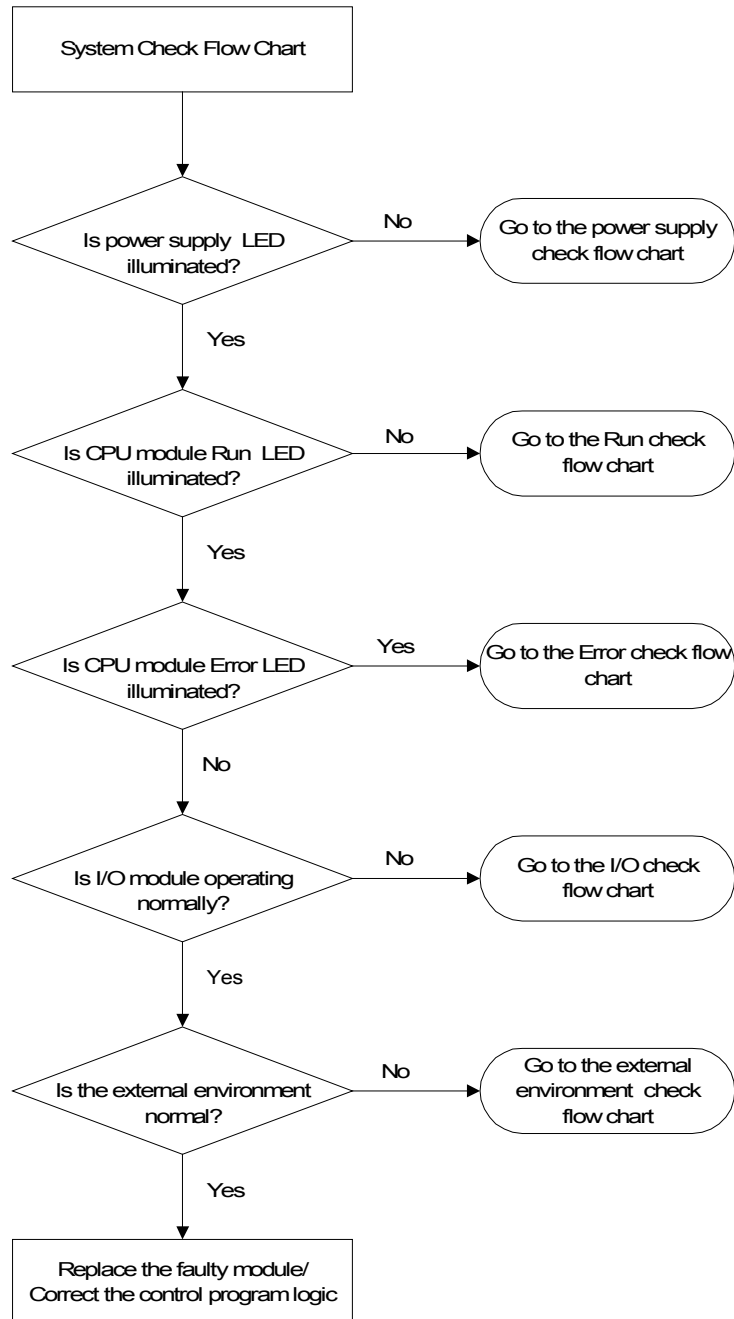 System Check Flow Chart
Is power supply LED
illuminated?
No
Go to the power supply
check flow chart
Yes
Is CPU module Run LED
illuminated?
No
Go to the Run check
flow chart
Yes
Is CPU module Error LED
illuminated?
Yes
Go to the Error check flow
chart
No
Is I/O module operating
normally?
No
Go to the I/O check
flow chart
Yes
Is the external environment
normal?
No
Go to the external
environment check
flow chart
Yes
Replace the faulty module/
Correct the control program logic